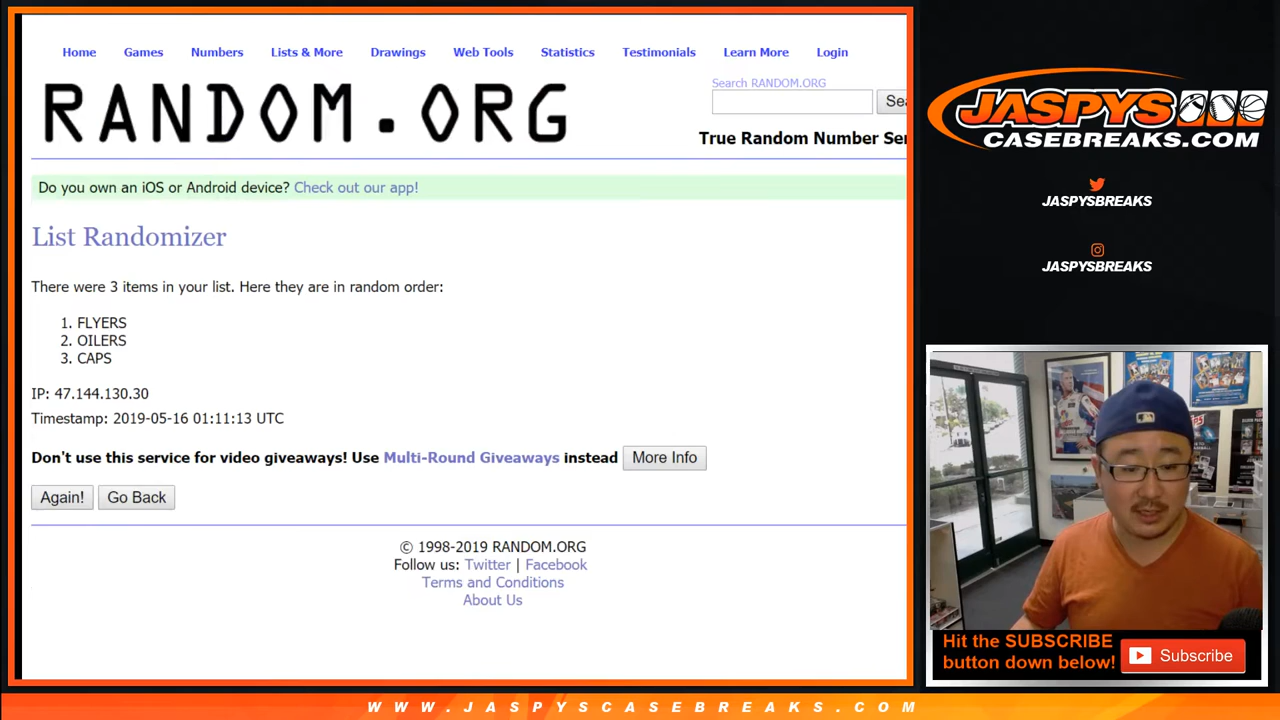 Home Games Numbers Lists & More Drawings Web Tools Statistics Testimonials Learn More Login
RANDOM.ORG
Search RANDOM.ORG
Sea
True Random Number Ser
Do you own an iOS or Android device? Check out our app!
List Randomizer
There were 3 items in your list. Here they are in random order:
1. FLYERS
2. OILERS
3. CAPS
IP: 47.144.130.30
Timestamp: 2019-05-16 01:11:13 UTC
Don't use this service for video giveaways! Use Multi-Round Giveaways instead More Info
Again! Go Back
© 1998-2019 RANDOM.ORG
Follow us: Twitter | Facebook
Terms and Conditions
About Us
JASPYS
CASEBREAKS.COM
JASPYSBREAKS
JASPYSBREAKS
Hit the SUBSCRIBE
button down below!
Subscribe
WWW.JASPYSCASEBREAKS.COM